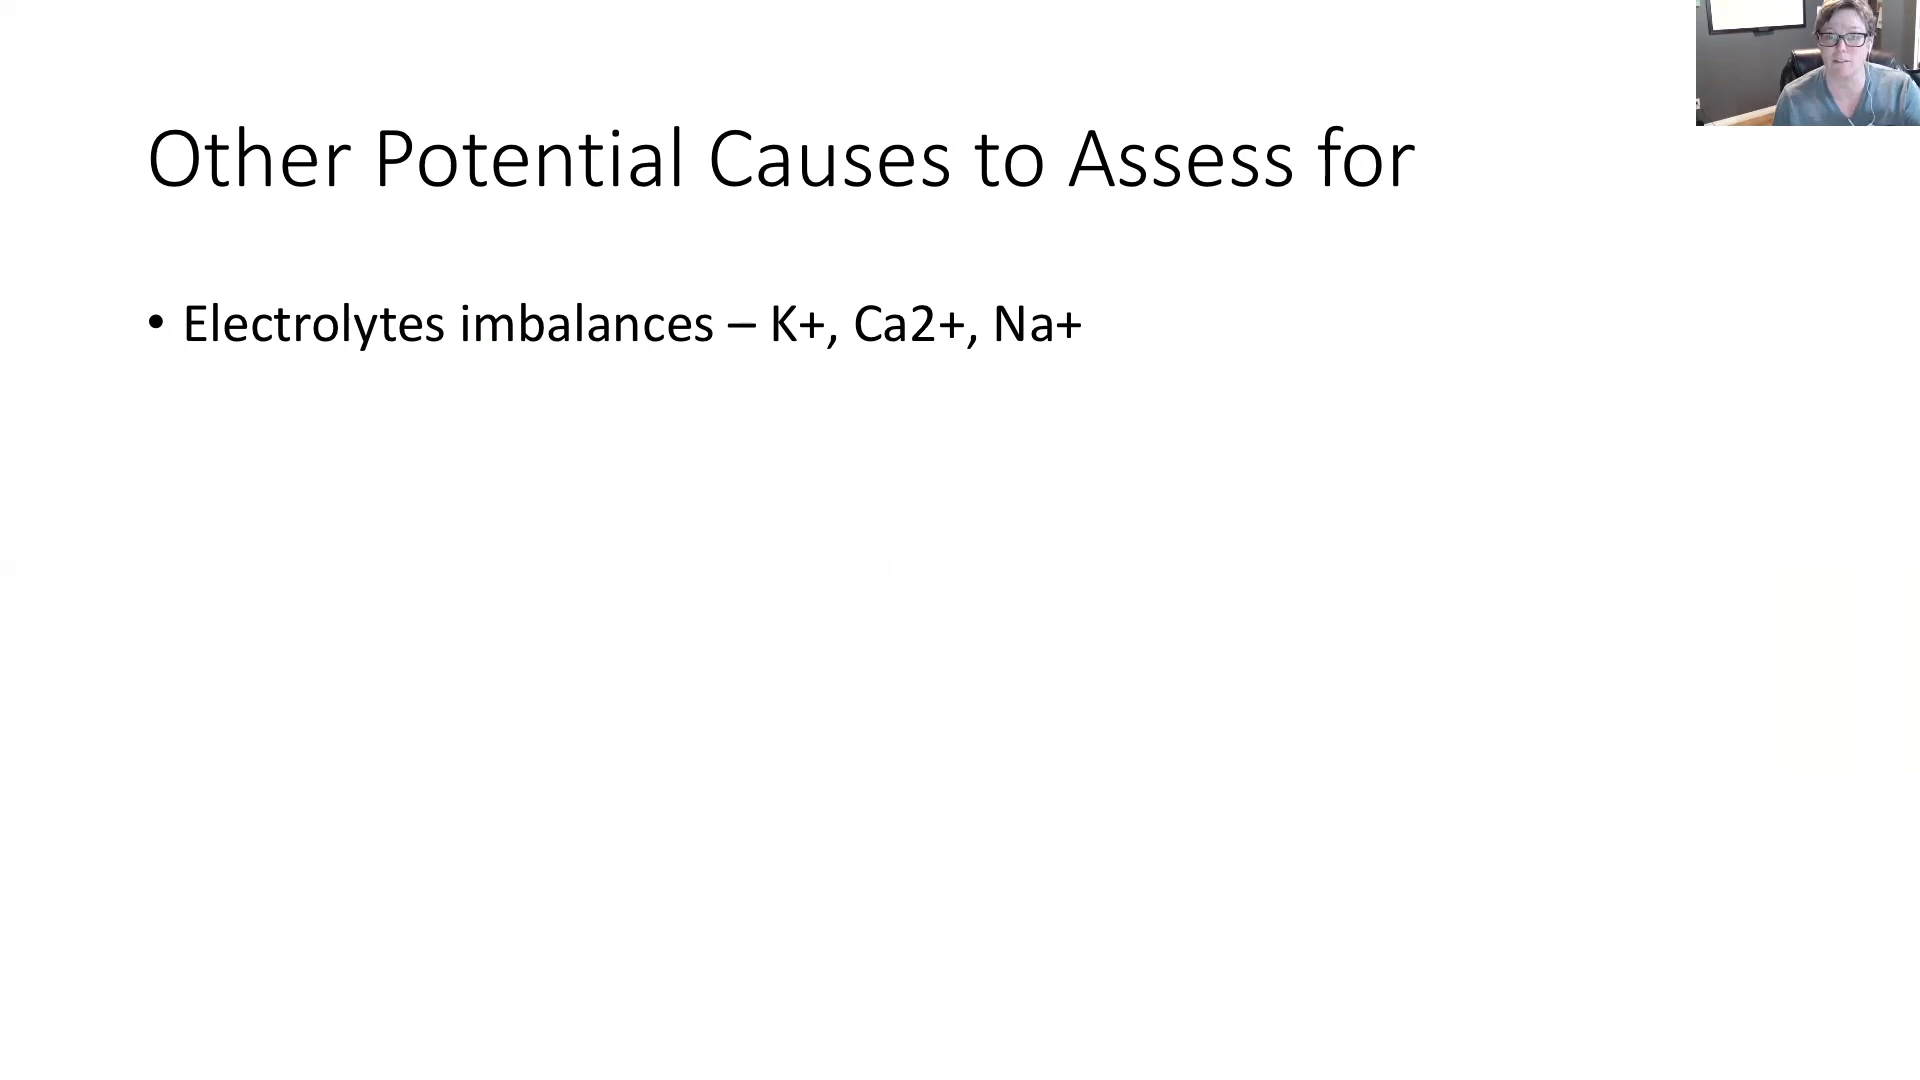 Other Potential Causes to Assess for
• Electrolytes imbalances – K+, Ca2+, Na+